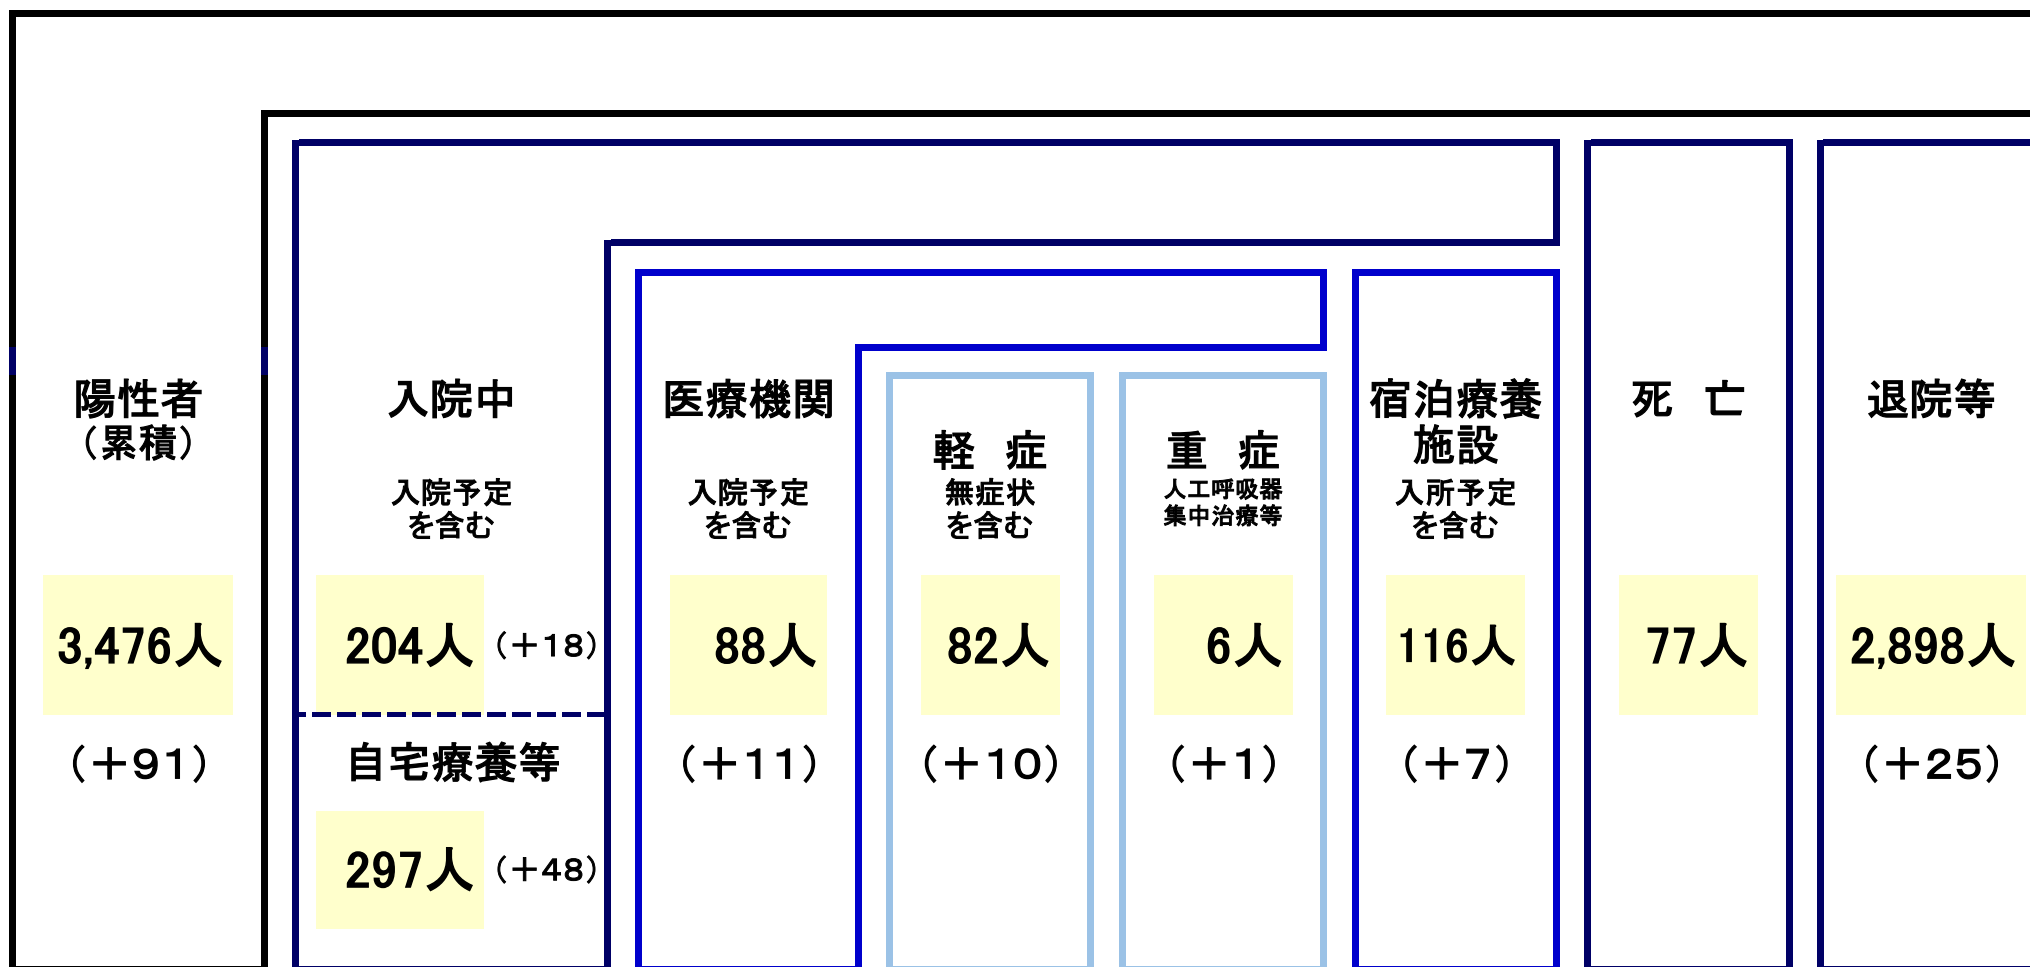 陽性者
（累積）
3,476人
（＋91）
入院中
入院予定
を含む
204人 （＋18）
自宅療養等
297人 （＋48）
医療機関
入院予定
を含む
88人
（＋11）
軽　症
無症状
を含む
82人
（＋10）
重　症
人工呼吸器
集中治療等
6人
（＋1）
宿泊療養
施設
入所予定
を含む
116人
（＋7）
死　亡
77人
退院等
2,898人
（＋25）